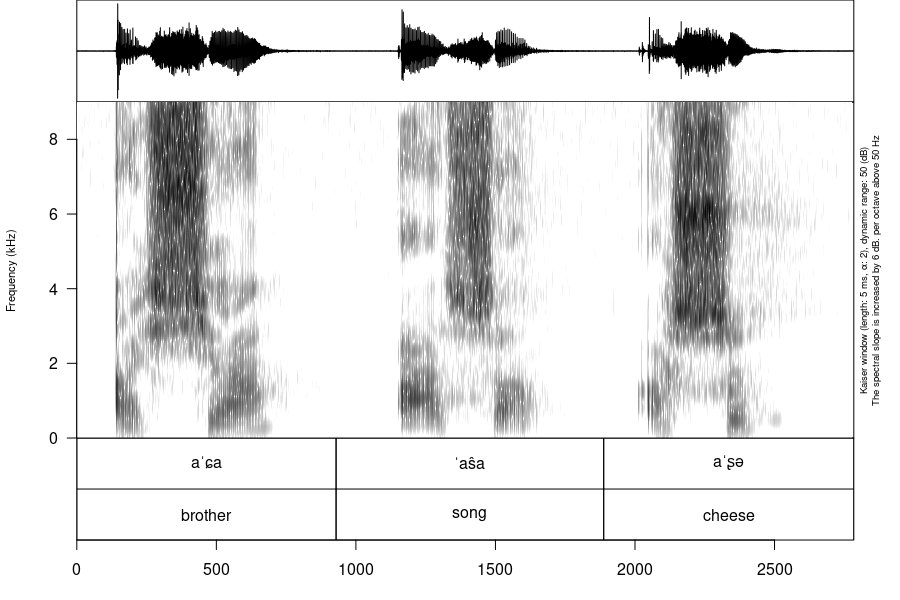 8
6
4
2
0
Frequency (kHz)
Kaiser window (length: 5 ms, α: 2), dynamic range: 50 (dB)
The spectral slope is increased by 6 dB. per octave above 50 Hz
aˈɕa ˈaŝa aˈʂə
brother song cheese
0 500 1000 1500 2000 2500